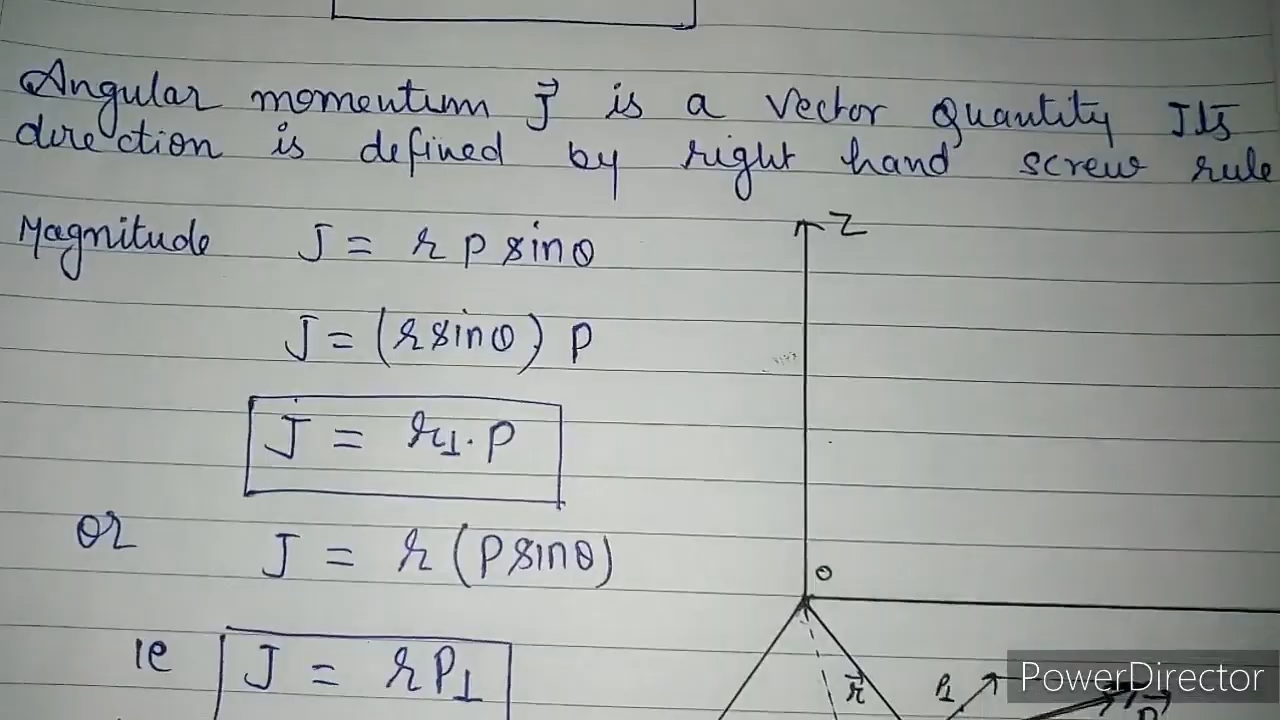 Angular momentum J⃗ is a vector quantity Its
direction is defined by right hand screw rule
Magnitude J = r p sinθ
Z
J = (r sinθ) p
J = r⊥ . p
or J = r (p sinθ)
O
ie J = r P⊥
r⃗
P⊥
p⃗
PowerDirector